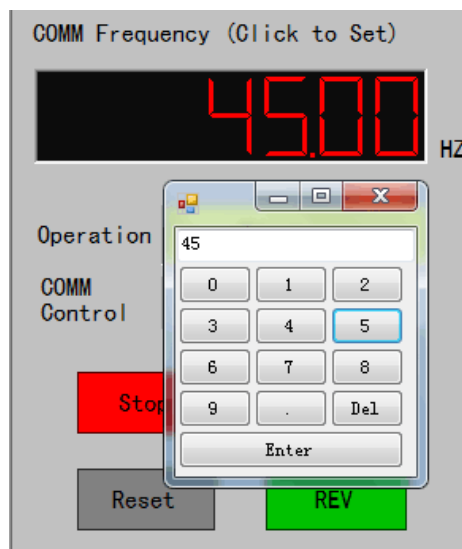 COMM Frequency (Click to Set)
45.00
HZ
Operation
45
COMM
Control
0 1 2
3 4 5
6 7 8
9 . Del
Enter
Stop
Reset REV